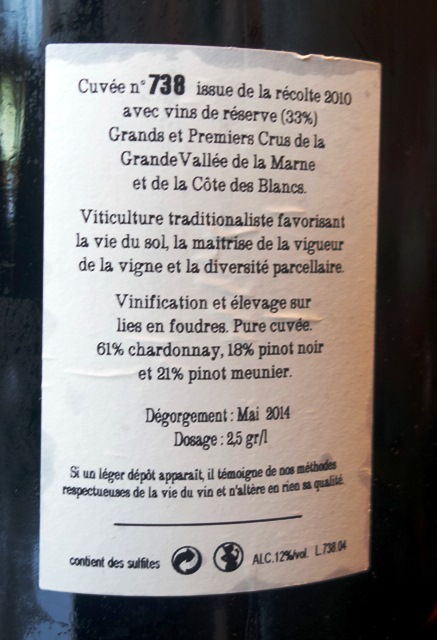 Cuvée n° 738 issue de la récolte 2010
avec vins de réserve (33%)
Grands et Premiers Crus de la
Grande Vallée de la Marne
et de la Côte des Blancs.
Viticulture traditionaliste favorisant
la vie du sol, la maîtrise de la vigueur
de la vigne et la diversité parcellaire.
Vinification et élevage sur
lies en foudres. Pure cuvée.
61% chardonnay, 18% pinot noir
et 21% pinot meunier.
Dégorgement : Mai 2014
Dosage : 2,5 gr/l
Si un léger dépôt apparaît, il témoigne de nos méthodes
respectueuses de la vie du vin et n'altère en rien sa qualité.
contient des sulfites ALC.12%/vol. L.738.04